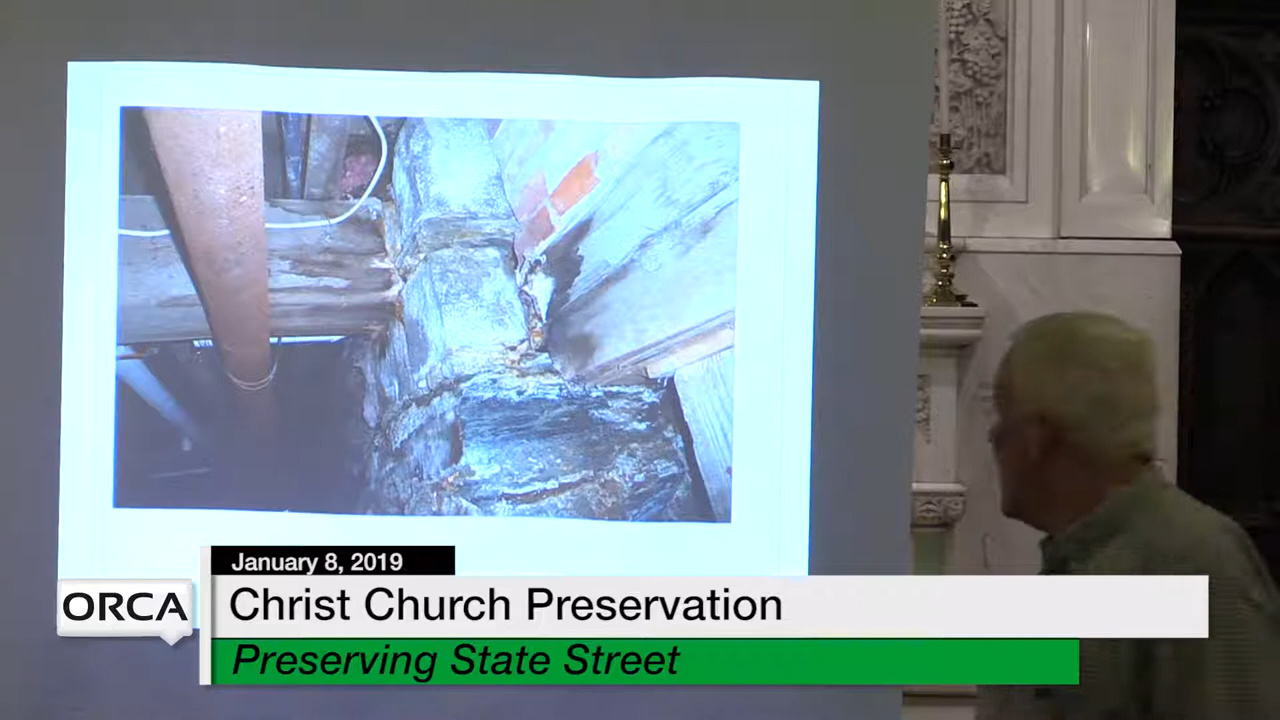 January 8, 2019
Christ Church Preservation
ORCA
Preserving State Street